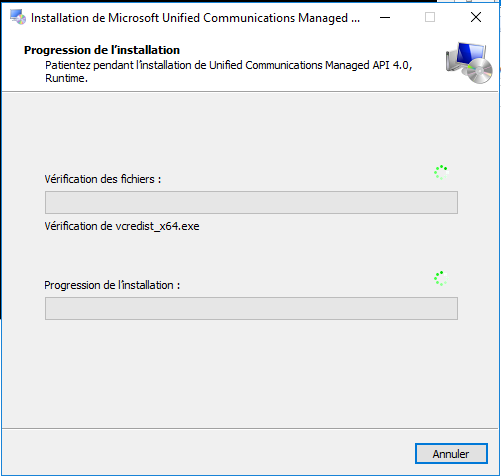 Installation de Microsoft Unified Communications Managed ...
Progression de l'installation
Patientez pendant l'installation de Unified Communications Managed API 4.0,
Runtime.
Vérification des fichiers :
Vérification de vcredist_x64.exe
Progression de l'installation :
Annuler